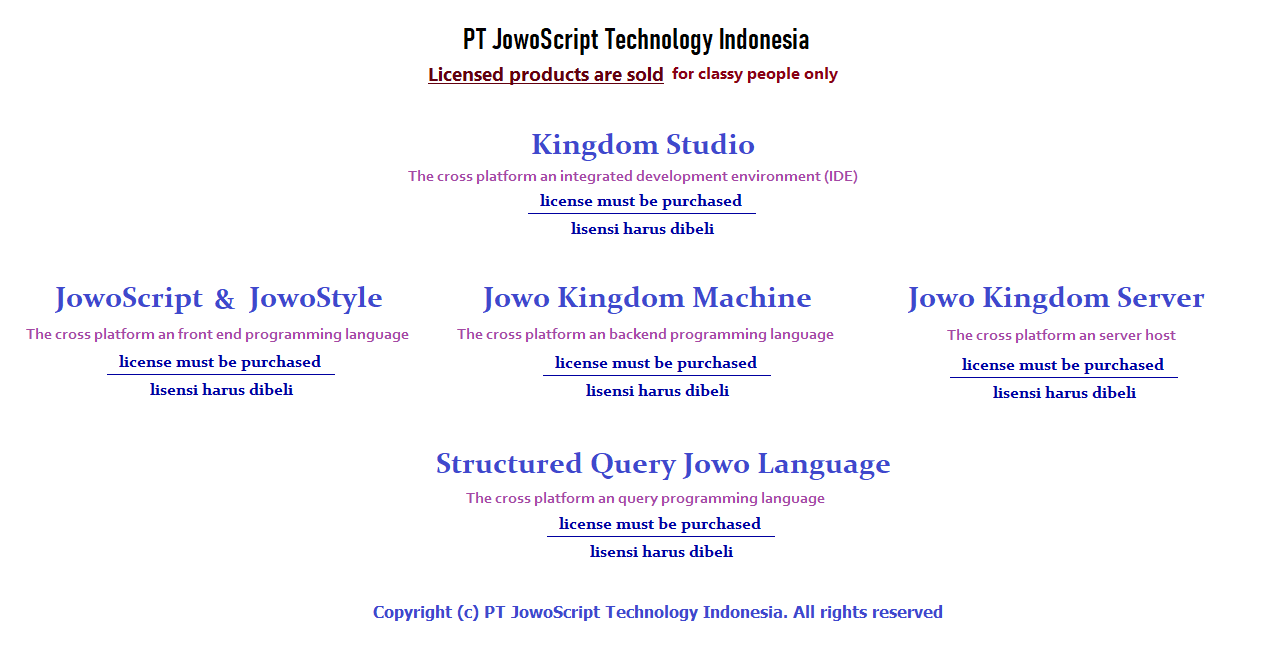 PT JowoScript Technology Indonesia
Licensed products are sold for classy people only
Kingdom Studio
The cross platform an integrated development environment (IDE)
license must be purchased
lisensi harus dibeli
JowoScript & JowoStyle
The cross platform an front end programming language
license must be purchased
lisensi harus dibeli
Jowo Kingdom Machine
The cross platform an backend programming language
license must be purchased
lisensi harus dibeli
Jowo Kingdom Server
The cross platform an server host
license must be purchased
lisensi harus dibeli
Structured Query Jowo Language
The cross platform an query programming language
license must be purchased
lisensi harus dibeli
Copyright (c) PT JowoScript Technology Indonesia. All rights reserved